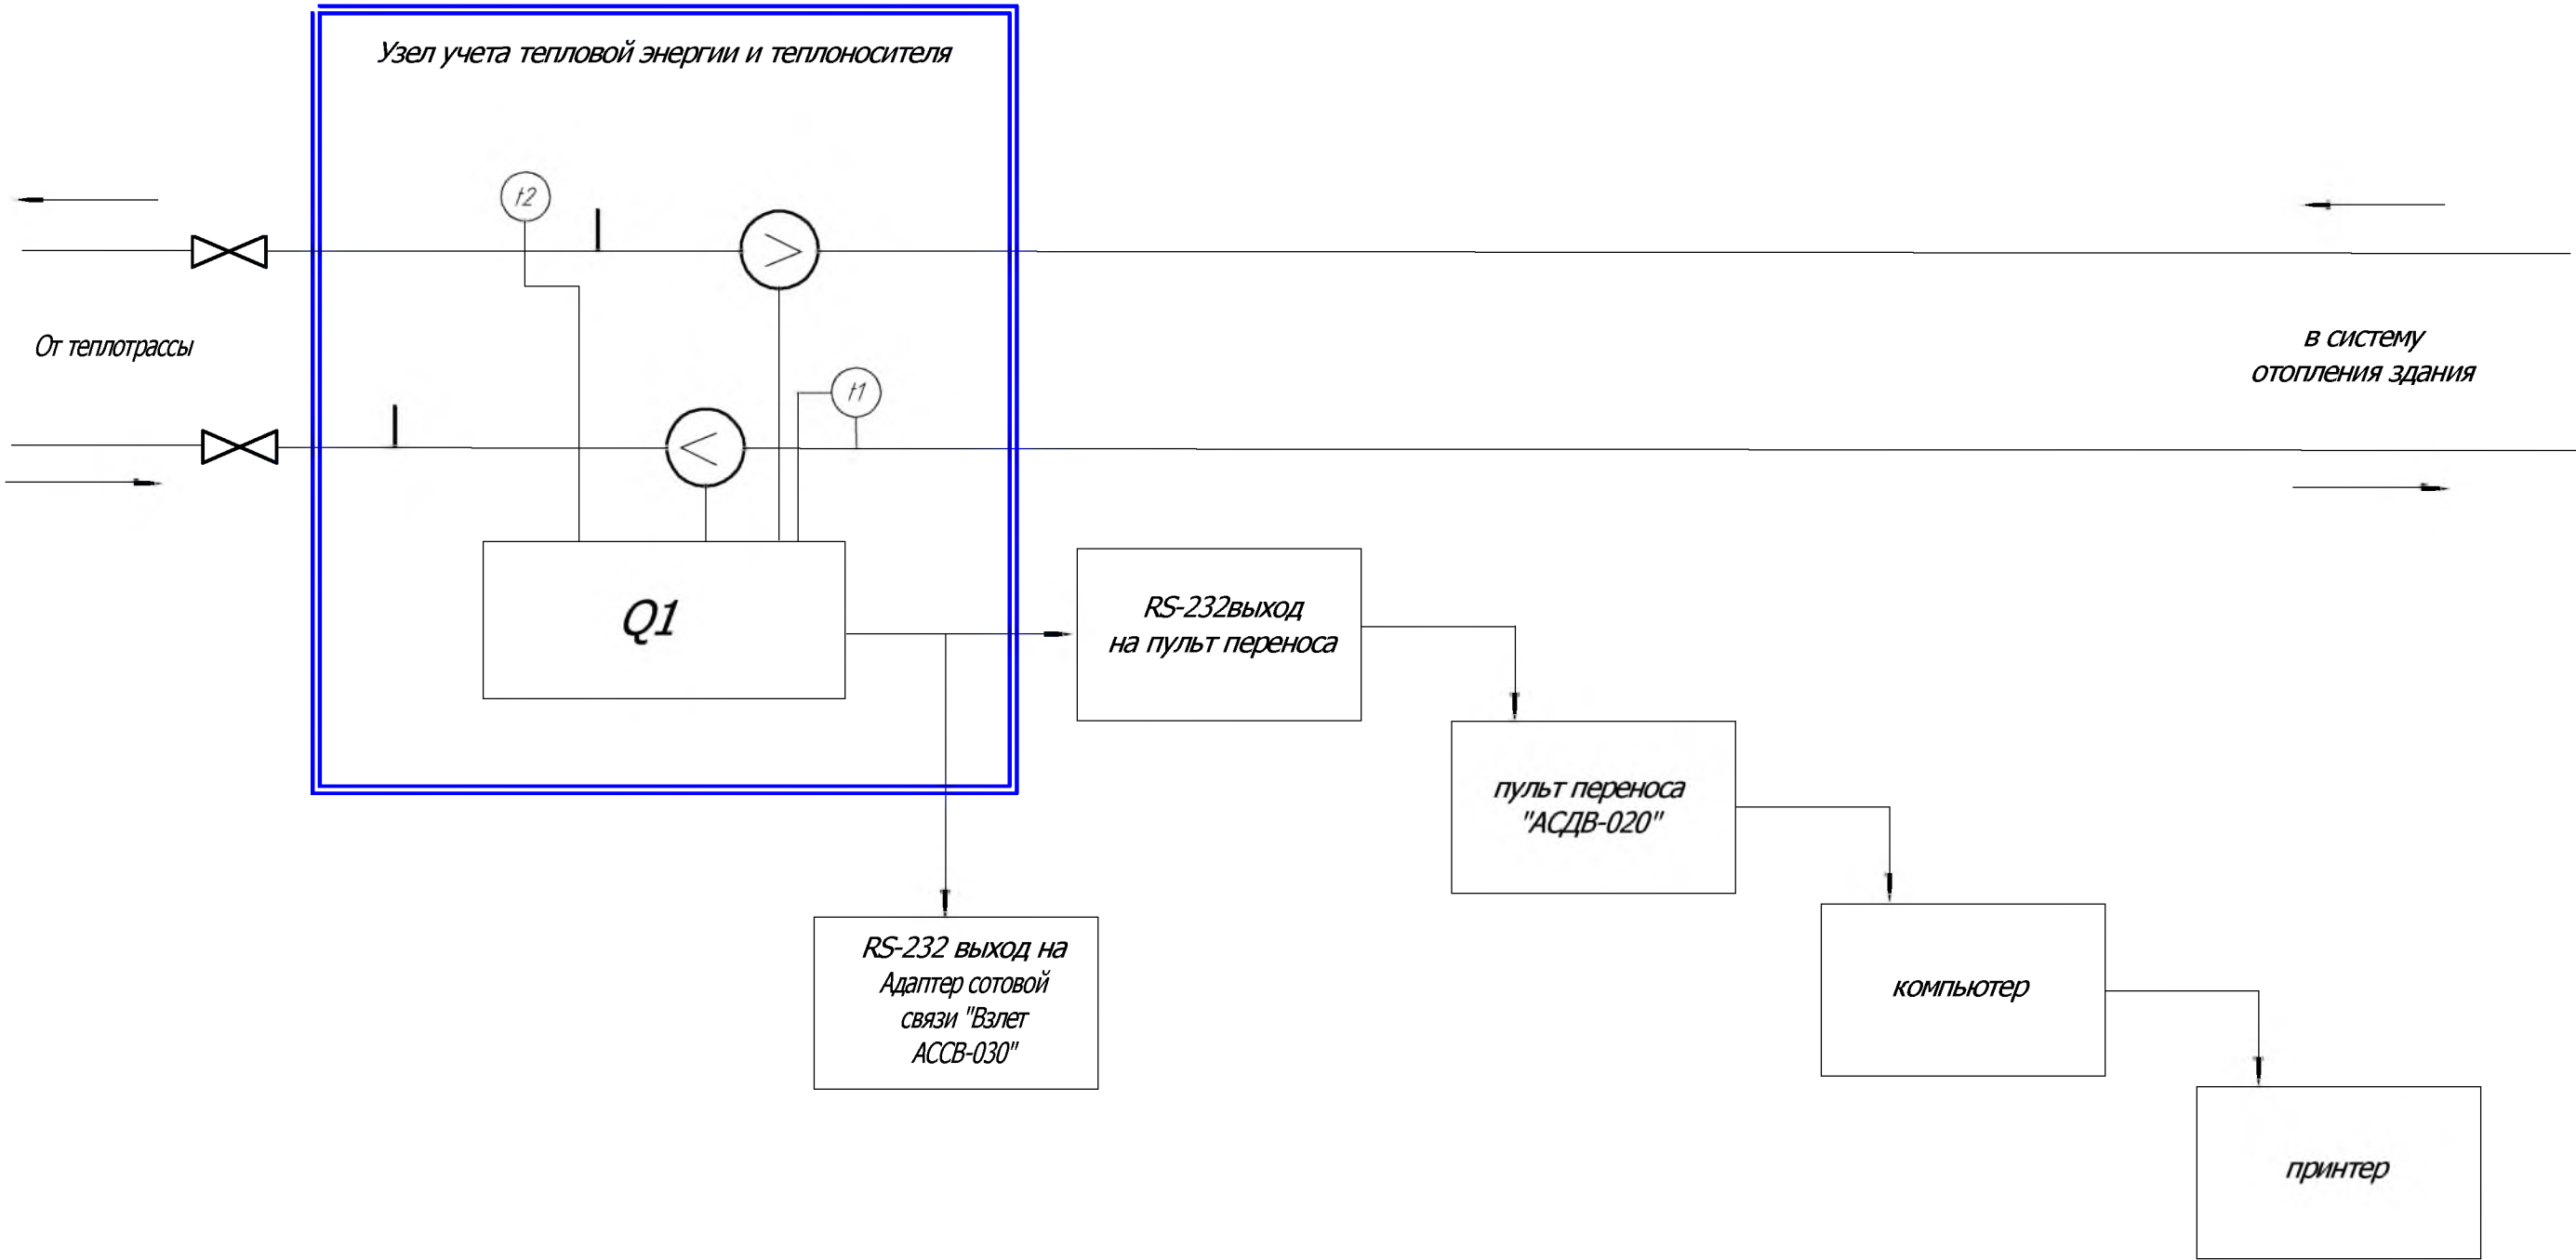 Узел учета тепловой энергии и теплоносителя
t2
От теплотрассы
в систему
отопления здания
t1
Q1
RS-232выход
на пульт переноса
пульт переноса
"АСДВ-020"
RS-232 выход на
Адаптер сотовой
связи "Взлет
АССВ-030"
компьютер
принтер